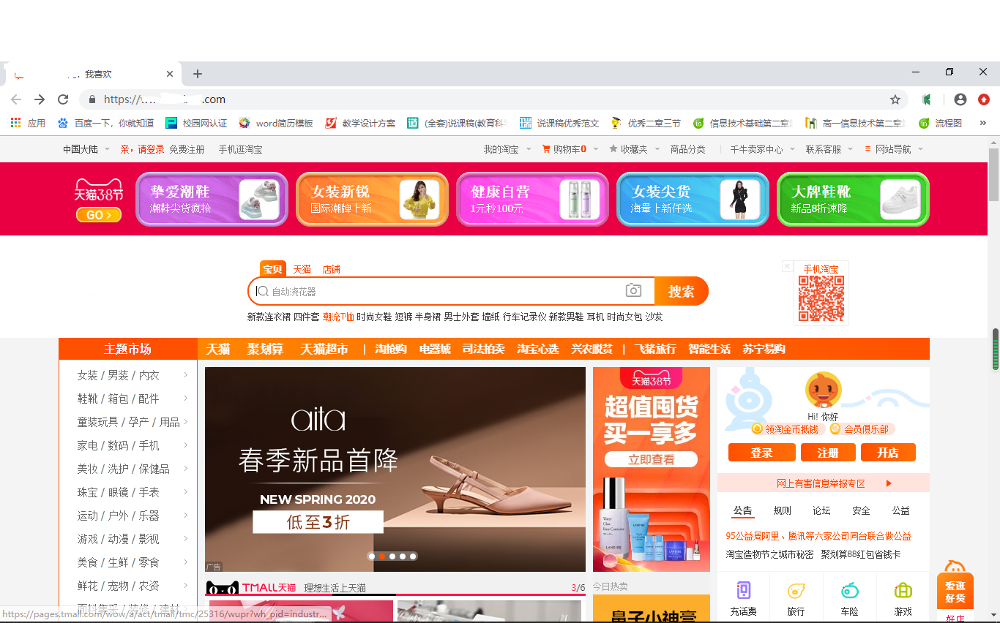 我喜欢
https://
.com
应用 百度一下，你就知道 校园网认证 word简历模板 教学设计方案 (全套)说课稿(教育科 说课稿优秀范文 优秀二章三节 信息技术基础第二章 高一信息技术第二章 流程图 »
中国大陆 亲，请登录 免费注册 手机逛淘宝 我的淘宝 购物车0 收藏夹 商品分类 千牛卖家中心 联系客服 网站导航
天猫38节
GO >
挚爱潮鞋
潮鞋尖货疯抢
女装新锐
国际潮牌上新
健康自营
1元秒100元
女装尖货
海量上新任选
大牌鞋靴
新品8折速降
宝贝 天猫 店铺
自动浇花器
搜索
手机淘宝
新款连衣裙 四件套 潮流T恤 时尚女鞋 短裤 半身裙 男士外套 墙纸 行车记录仪 新款男鞋 耳机 时尚女包 沙发
主题市场 天猫 聚划算 天猫超市 | 淘抢购 电器城 司法拍卖 淘宝心选 兴农脱贫 | 飞猪旅行 智能生活 苏宁易购
女装 / 男装 / 内衣
鞋靴 / 箱包 / 配件
童装玩具 / 孕产 / 用品
家电 / 数码 / 手机
美妆 / 洗护 / 保健品
珠宝 / 眼镜 / 手表
运动 / 户外 / 乐器
游戏 / 动漫 / 影视
美食 / 生鲜 / 零食
鲜花 / 宠物 / 农资
面料集采 / 装修 / 建材
https://pages.tmall.com/wow/a/act/tmall/tmc/25316/wupr?wh_pid=industr...
aita
春季新品首降
NEW SPRING 2020
低至3折
广告
TMALL天猫 理想生活上天猫 3/6
天猫38节
超值囤货
买一享多
立即查看
Water
Glow
Base Corrector
LANEIGE
LANEIGE
LANEIGE
今日热卖
鼻子小神膏
Hi! 你好
领淘金币抵钱 会员俱乐部
登录 注册 开店
网上有害信息举报专区
公告 规则 论坛 安全 公益
95公益周阿里、腾讯等六家公司同台联合做公益
淘宝造物节之城市秘密 聚划算88红包省钱卡
充话费 旅行 车险 游戏
爱逛
好货
好店